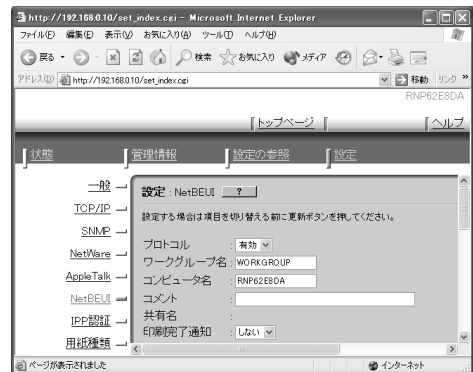 http://192.168.0.10/set_index.cgi - Microsoft Internet Explorer
ファイル(F) 編集(E) 表示(V) お気に入り(A) ツール(T) ヘルプ(H)
戻る 検索 お気に入り メディア
アドレス(D) http://192.168.0.10/set_index.cgi 移動 リンク »
RNP62E8DA
トップページ ヘルプ
状態 管理情報 設定の参照 設定
一般
TCP/IP
SNMP
NetWare
AppleTalk
NetBEUI
IPP認証
用紙種類
設定 : NetBEUI ?
設定する場合は項目を切り替える前に更新ボタンを押してください。
プロトコル : 有効
ワークグループ名 : WORKGROUP
コンピュータ名 : RNP62E8DA
コメント :
共有名 :
印刷完了通知 : しない
ページが表示されました インターネット